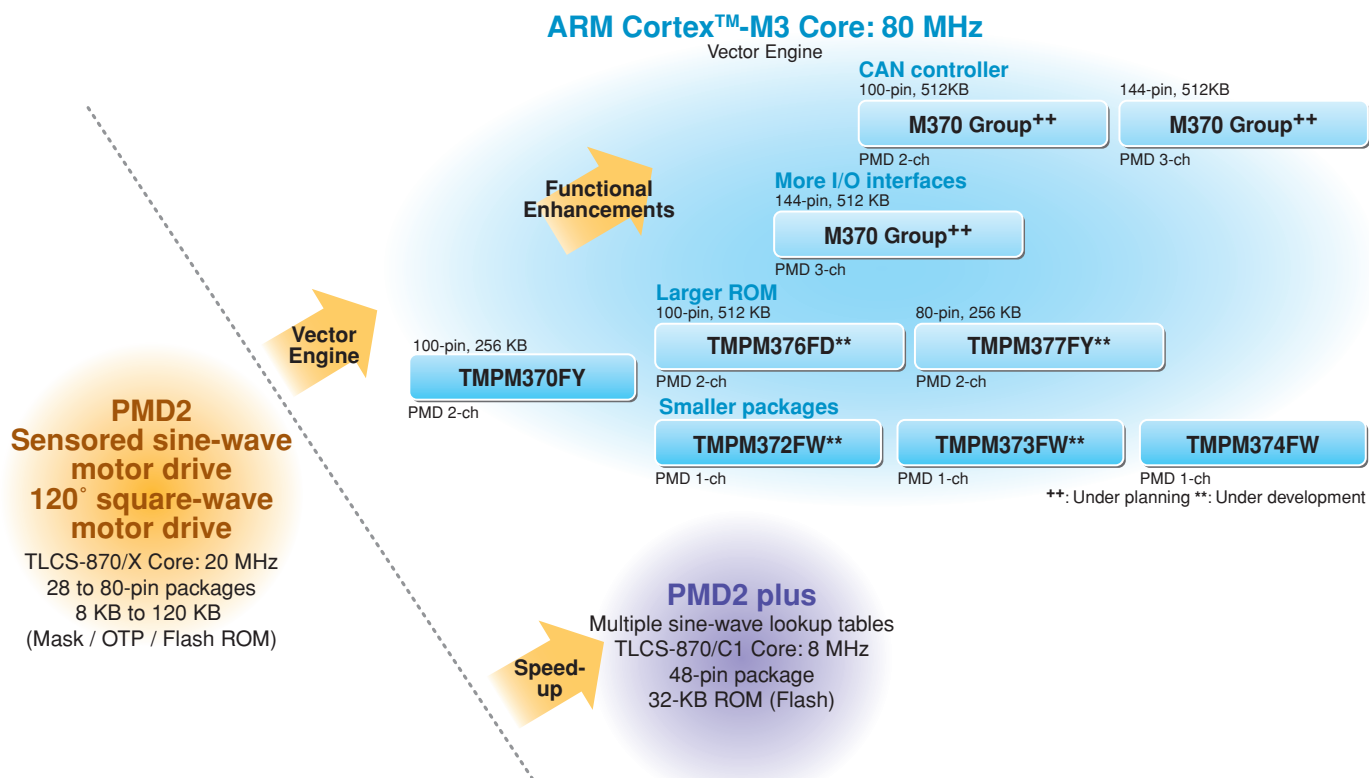 ARM Cortex™-M3 Core: 80 MHz
Vector Engine
CAN controller
100-pin, 512KB
M370 Group++
PMD 2-ch
144-pin, 512KB
M370 Group++
PMD 3-ch
Functional
Enhancements
More I/O interfaces
144-pin, 512 KB
M370 Group++
PMD 3-ch
Vector
Engine
100-pin, 256 KB
TMPM370FY
PMD 2-ch
Larger ROM
100-pin, 512 KB
TMPM376FD**
PMD 2-ch
80-pin, 256 KB
TMPM377FY**
PMD 2-ch
Smaller packages
TMPM372FW**
PMD 1-ch
TMPM373FW**
PMD 1-ch
TMPM374FW
PMD 1-ch
++: Under planning **: Under development
PMD2
Sensored sine-wave
motor drive
120° square-wave
motor drive
TLCS-870/X Core: 20 MHz
28 to 80-pin packages
8 KB to 120 KB
(Mask / OTP / Flash ROM)
Speed-
up
PMD2 plus
Multiple sine-wave lookup tables
TLCS-870/C1 Core: 8 MHz
48-pin package
32-KB ROM (Flash)